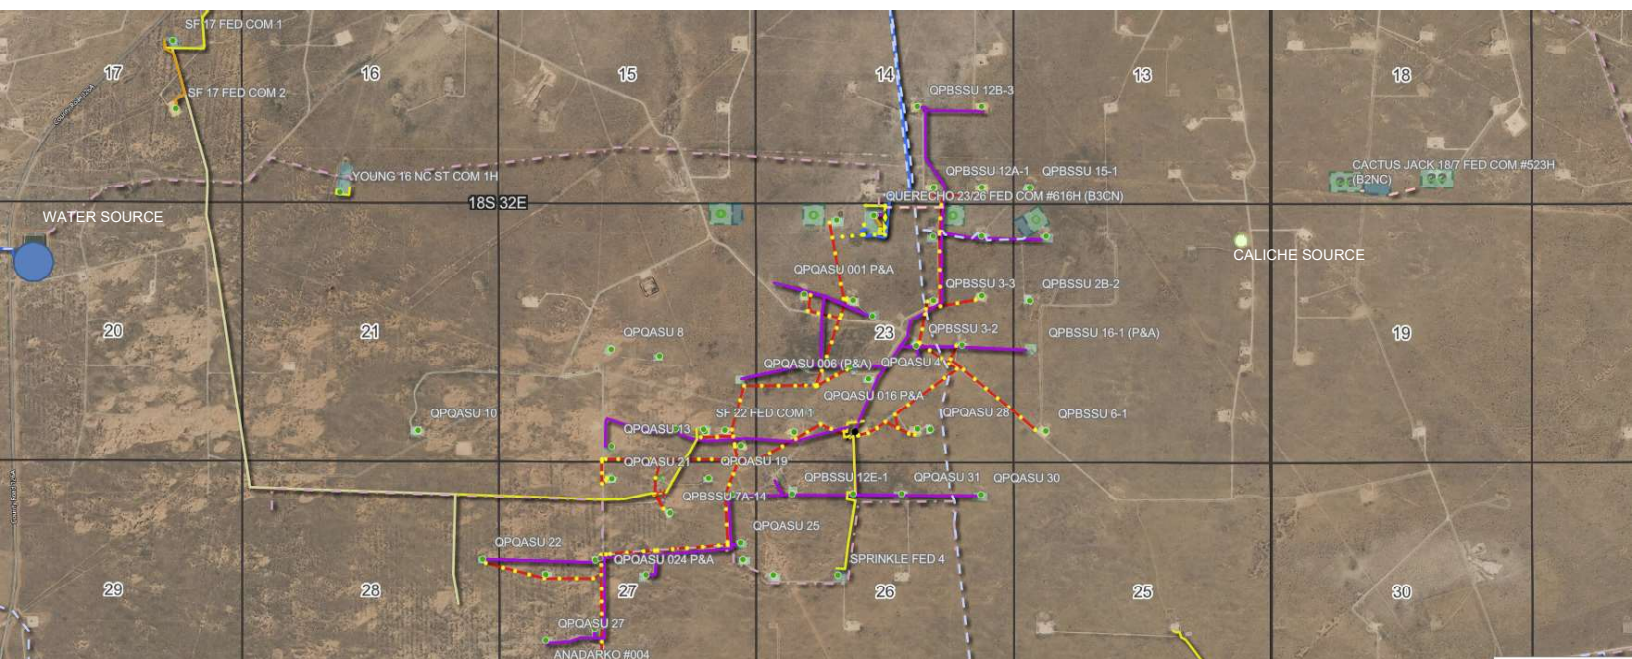 SF 17 FED COM 1
17
16
15
14
13
18
SF 17 FED COM 2
QPBSSU 12B-3
YOUNG 16 NC ST COM 1H
QPBSSU 12A-1
QPBSSU 15-1
CACTUS JACK 18/7 FED COM #523H
(B2NC)
18S 32E
QUERECHO 23/26 FED COM #616H (B3CN)
WATER SOURCE
CALICHE SOURCE
QPQASU 001 P&A
QPBSSU 3-3
QPBSSU 2B-2
20
21
QPQASU 8
23
QPBSSU 3-2
QPBSSU 16-1 (P&A)
19
QPQASU 006 (P&A)
QPQASU 4
QPQASU 016 P&A
QPQASU 10
SF 22 FED COM 1
QPQASU 28
QPBSSU 6-1
QPQASU 13
QPQASU 21
QPQASU 19
QPBSSU 12E-1
QPQASU 31
QPQASU 30
QPBSSU 7A-14
QPQASU 25
QPQASU 22
QPQASU 024 P&A
SPRINKLE FED 4
29
28
27
26
25
30
QPQASU 27
ANADARKO #004